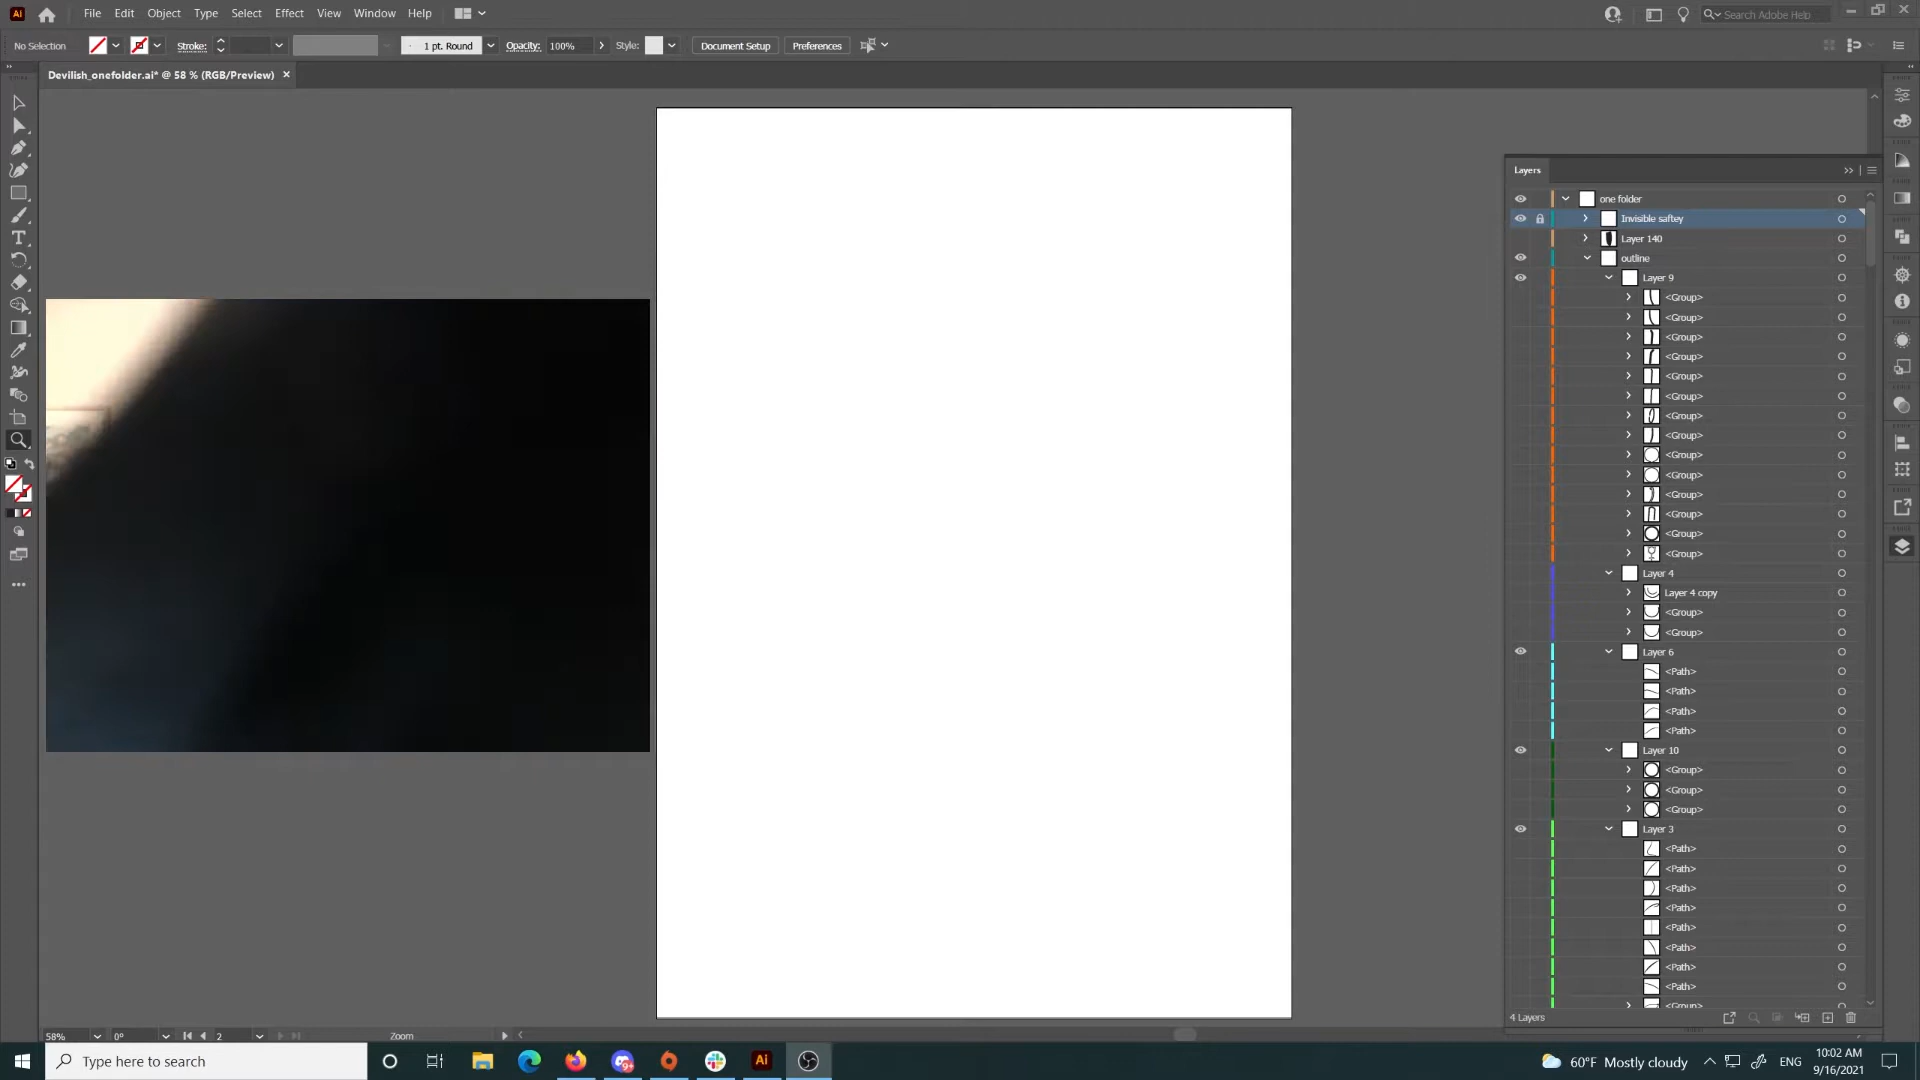 Ai File Edit Object Type Select Effect View Window Help Search Adobe Help
No Selection Stroke: 1 pt. Round Opacity: 100% Style: Document Setup Preferences
Devilish_onefolder.ai* @ 58 % (RGB/Preview) ×
Layers
one folder
Invisible saftey
Layer 140
outline
Layer 9
<Group>
<Group>
<Group>
<Group>
<Group>
<Group>
<Group>
<Group>
<Group>
<Group>
<Group>
<Group>
<Group>
<Group>
Layer 4
Layer 4 copy
<Group>
<Group>
Layer 6
<Path>
<Path>
<Path>
<Path>
Layer 10
<Group>
<Group>
<Group>
Layer 3
<Path>
<Path>
<Path>
<Path>
<Path>
<Path>
<Path>
<Path>
<Group>
4 Layers
58% 0° 2 Zoom
Type here to search Ai 60°F Mostly cloudy ENG 10:02 AM
9/16/2021